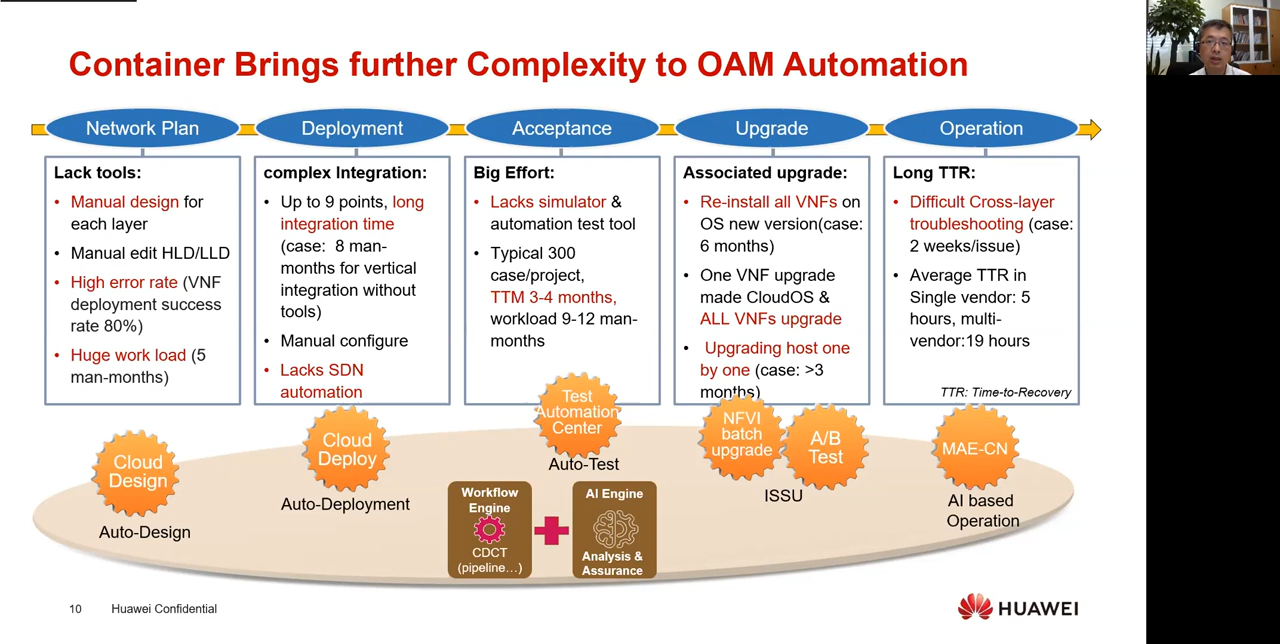 Container Brings further Complexity to OAM Automation
Network Plan
Deployment
Acceptance
Upgrade
Operation
Lack tools:
• Manual design for
each layer
• Manual edit HLD/LLD
• High error rate (VNF
deployment success
rate 80%)
• Huge work load (5
man-months)
complex Integration:
• Up to 9 points, long
integration time
(case: 8 man-
months for vertical
integration without
tools)
• Manual configure
• Lacks SDN
automation
Big Effort:
• Lacks simulator &
automation test tool
• Typical 300
case/project,
TTM 3-4 months,
workload 9-12 man-
months
Associated upgrade:
• Re-install all VNFs on
OS new version(case:
6 months)
• One VNF upgrade
made CloudOS &
ALL VNFs upgrade
• Upgrading host one
by one (case: >3
months)
Long TTR:
• Difficult Cross-layer
troubleshooting (case:
2 weeks/issue)
• Average TTR in
Single vendor: 5
hours, multi-
vendor:19 hours
TTR: Time-to-Recovery
Cloud
Design
Auto-Design
Cloud
Deploy
Auto-Deployment
Test
Automation
Center
Auto-Test
NFVI
batch
upgrade
A/B
Test
ISSU
MAE-CN
AI based
Operation
Workflow
Engine
CDCT
(pipeline…)
AI Engine
Analysis &
Assurance
10 Huawei Confidential
HUAWEI